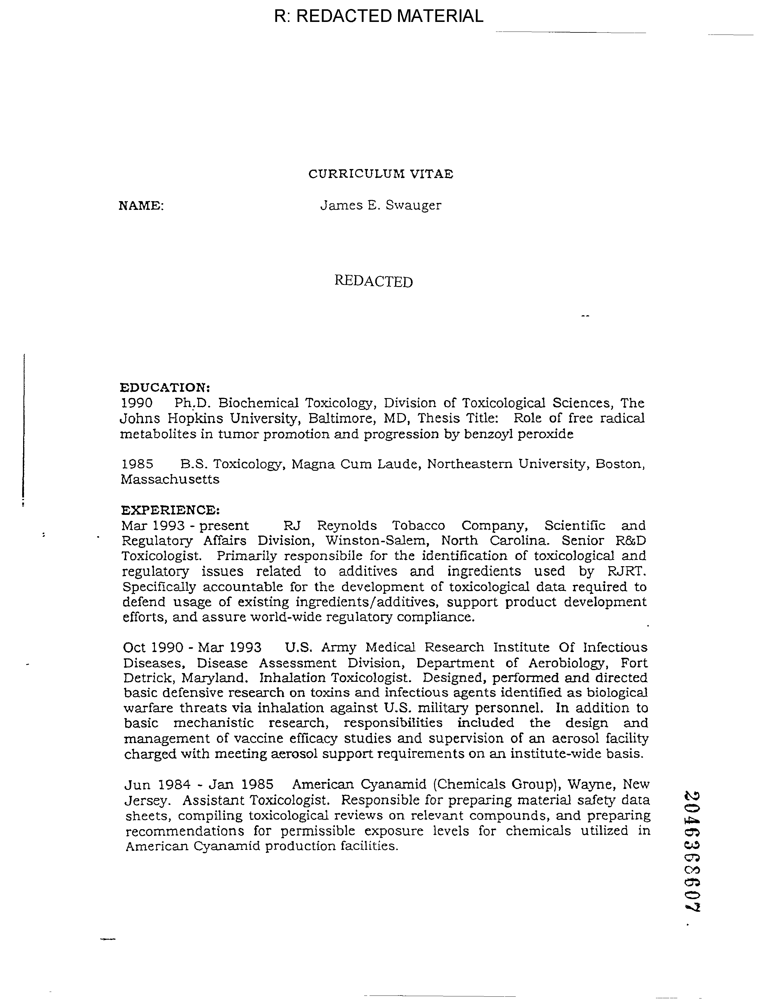 R: REDACTED MATERIAL
CURRICULUM VITAE
NAME: James E. Swauger
REDACTED
EDUCATION:
1990 Ph.D. Biochemical Toxicology, Division of Toxicological Sciences, The
Johns Hopkins University, Baltimore, MD, Thesis Title: Role of free radical
metabolites in tumor promotion and progression by benzoyl peroxide
1985 B.S. Toxicology, Magna Cum Laude, Northeastern University, Boston,
Massachusetts
EXPERIENCE:
Mar 1993 - present RJ Reynolds Tobacco Company, Scientific and
Regulatory Affairs Division, Winston-Salem, North Carolina. Senior R&D
Toxicologist. Primarily responsibile for the identification of toxicological and
regulatory issues related to additives and ingredients used by RJRT.
Specifically accountable for the development of toxicological data required to
defend usage of existing ingredients/additives, support product development
efforts, and assure world-wide regulatory compliance.
Oct 1990 - Mar 1993 U.S. Army Medical Research Institute Of Infectious
Diseases, Disease Assessment Division, Department of Aerobiology, Fort
Detrick, Maryland. Inhalation Toxicologist. Designed, performed and directed
basic defensive research on toxins and infectious agents identified as biological
warfare threats via inhalation against U.S. military personnel. In addition to
basic mechanistic research, responsibilities included the design and
management of vaccine efficacy studies and supervision of an aerosol facility
charged with meeting aerosol support requirements on an institute-wide basis.
Jun 1984 - Jan 1985 American Cyanamid (Chemicals Group), Wayne, New
Jersey. Assistant Toxicologist. Responsible for preparing material safety data
sheets, compiling toxicological reviews on relevant compounds, and preparing
recommendations for permissible exposure levels for chemicals utilized in
American Cyanamid production facilities.
2046368607